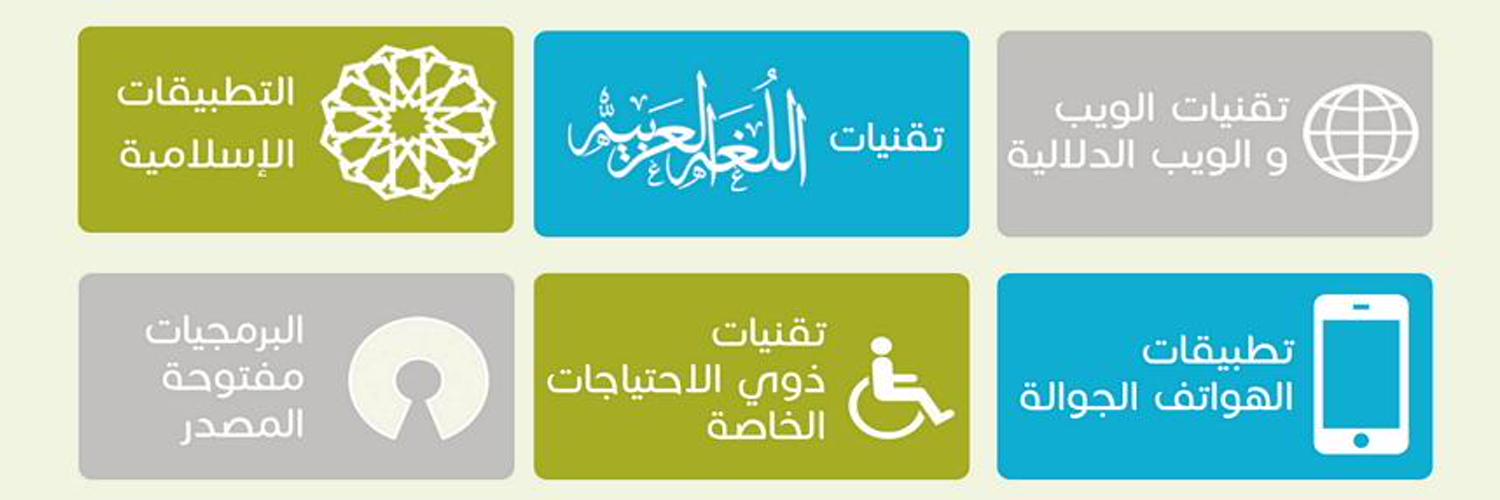 تقنيات الويب
و الويب الدلالية
تقنيات اللغة العربية
التطبيقات
الإسلامية
تطبيقات
الهواتف الجوالة
تقنيات
ذوي الاحتياجات
الخاصة
البرمجيات
مفتوحة
المصدر